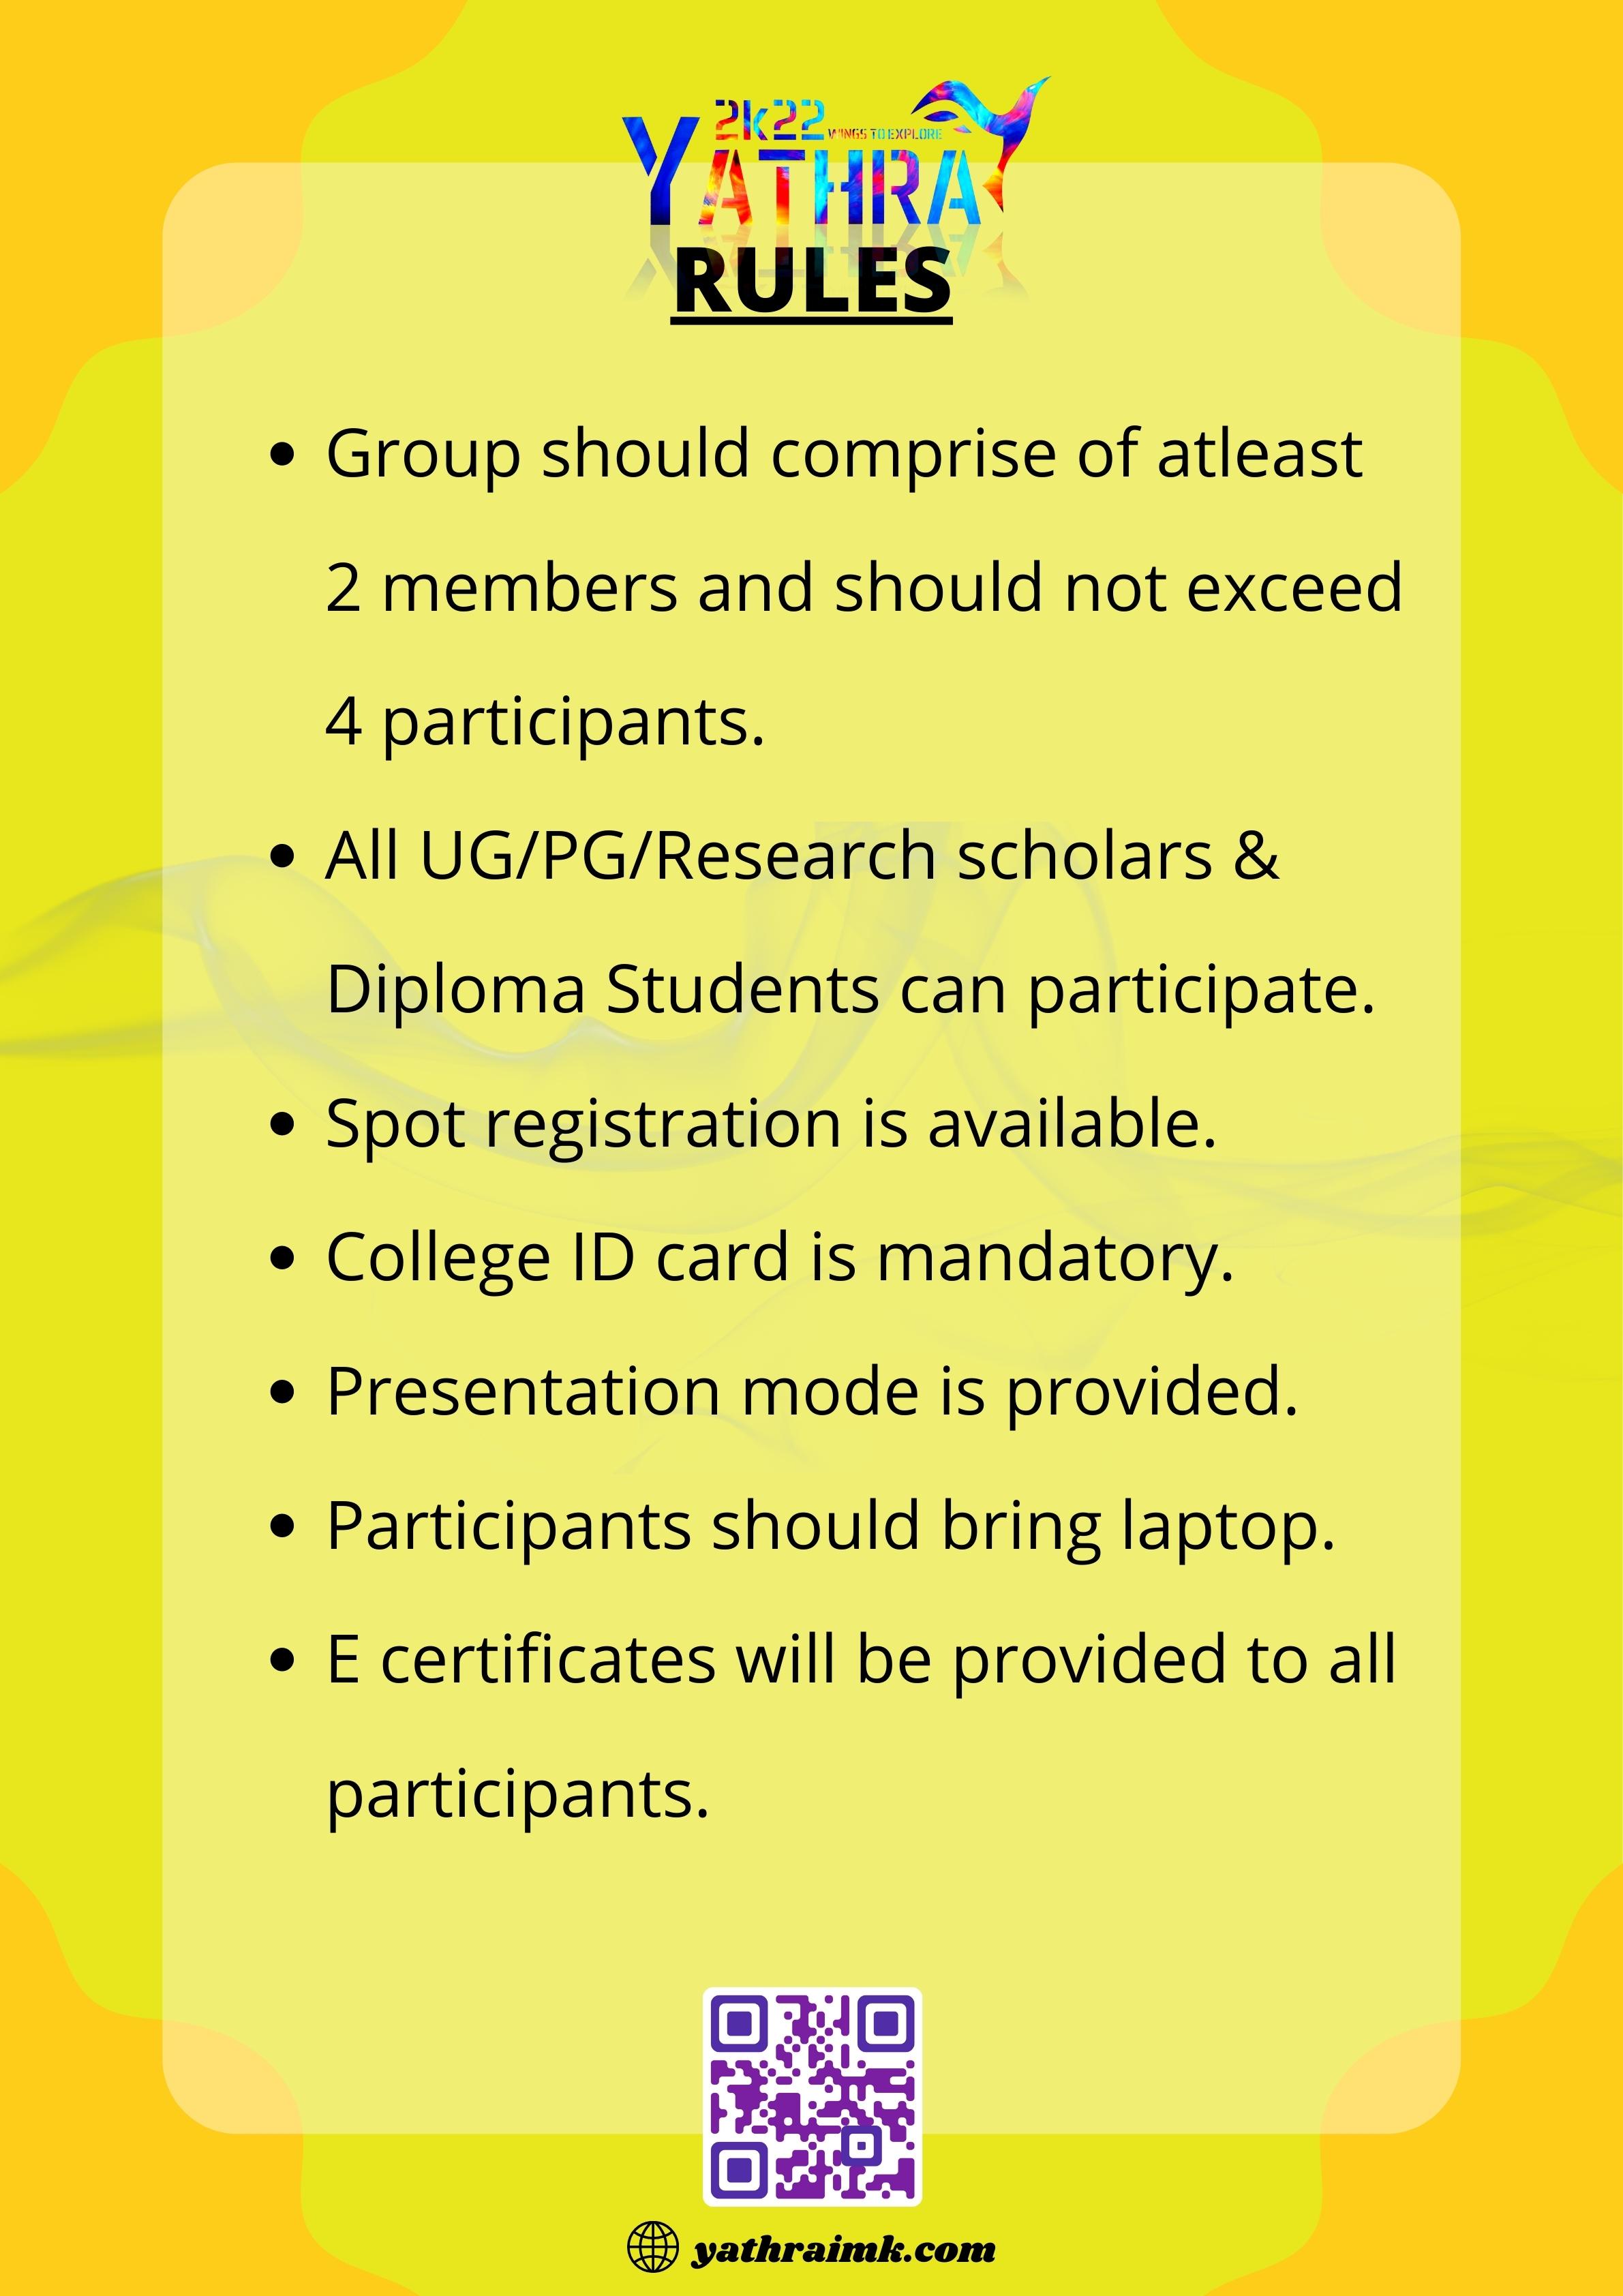 2k22 WINGS TO EXPLORE
YATHRA
RULES
• Group should comprise of atleast
2 members and should not exceed
4 participants.
• All UG/PG/Research scholars &
Diploma Students can participate.
• Spot registration is available.
• College ID card is mandatory.
• Presentation mode is provided.
• Participants should bring laptop.
• E certificates will be provided to all
participants.
yathraimk.com